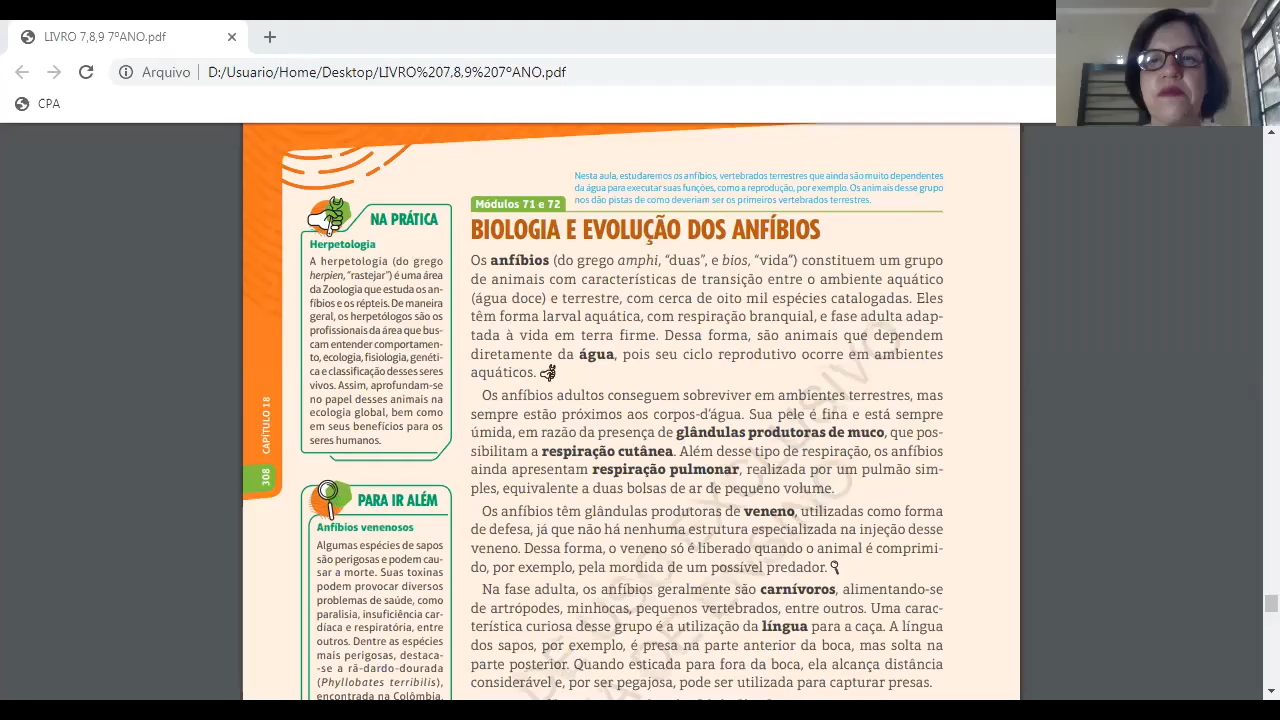 LIVRO 7,8,9 7ºANO.pdf
Arquivo
D:/Usuario/Home/Desktop/LIVRO%207,8,9%207ºANO.pdf
CPA
Nesta aula, estudaremos os anfíbios, vertebrados terrestres que ainda são muito dependentes
da água para executar suas funções, como a reprodução, por exemplo. Os animais desse grupo
nos dão pistas de como deveriam ser os primeiros vertebrados terrestres.
Módulos 71 e 72
BIOLOGIA E EVOLUÇÃO DOS ANFÍBIOS
Os anfíbios (do grego amphi, “duas”, e bios, “vida”) constituem um grupo
de animais com características de transição entre o ambiente aquático
(água doce) e terrestre, com cerca de oito mil espécies catalogadas. Eles
têm forma larval aquática, com respiração branquial, e fase adulta adap-
tada à vida em terra firme. Dessa forma, são animais que dependem
diretamente da água, pois seu ciclo reprodutivo ocorre em ambientes
aquáticos.
Os anfíbios adultos conseguem sobreviver em ambientes terrestres, mas
sempre estão próximos aos corpos-d’água. Sua pele é fina e está sempre
úmida, em razão da presença de glândulas produtoras de muco, que pos-
sibilitam a respiração cutânea. Além desse tipo de respiração, os anfíbios
ainda apresentam respiração pulmonar, realizada por um pulmão sim-
ples, equivalente a duas bolsas de ar de pequeno volume.
Os anfíbios têm glândulas produtoras de veneno, utilizadas como forma
de defesa, já que não há nenhuma estrutura especializada na injeção desse
veneno. Dessa forma, o veneno só é liberado quando o animal é comprimi-
do, por exemplo, pela mordida de um possível predador.
Na fase adulta, os anfíbios geralmente são carnívoros, alimentando-se
de artrópodes, minhocas, pequenos vertebrados, entre outros. Uma carac-
terística curiosa desse grupo é a utilização da língua para a caça. A língua
dos sapos, por exemplo, é presa na parte anterior da boca, mas solta na
parte posterior. Quando esticada para fora da boca, ela alcança distância
considerável e, por ser pegajosa, pode ser utilizada para capturar presas.
NA PRÁTICA
Herpetologia
A herpetologia (do grego
herpien, “rastejar”) é uma área
da Zoologia que estuda os an-
fíbios e os répteis. De maneira
geral, os herpetólogos são os
profissionais da área que bus-
cam entender comportamen-
to, ecologia, fisiologia, genéti-
ca e classificação desses seres
vivos. Assim, aprofundam-se
no papel desses animais na
ecologia global, bem como
em seus benefícios para os
seres humanos.
PARA IR ALÉM
Anfíbios venenosos
Algumas espécies de sapos
são perigosas e podem cau-
sar a morte. Suas toxinas
podem provocar diversos
problemas de saúde, como
paralisia, insuficiência car-
díaca e respiratória, entre
outros. Dentre as espécies
mais perigosas, destaca-
-se a rã-dardo-dourada
(Phyllobates terribilis),
encontrada na Colômbia,
CAPÍTULO 18
308
DE USO EXCLUSIVO
DE ENSINO